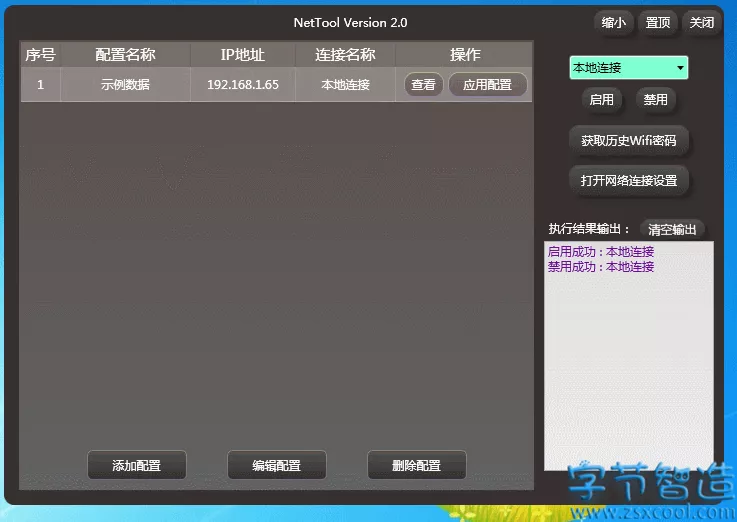 NetTool Version 2.0
缩小 置顶 关闭
序号 配置名称 IP地址 连接名称 操作
1 示例数据 192.168.1.65 本地连接 查看 应用配置
本地连接
启用 禁用
获取历史Wifi密码
打开网络连接设置
执行结果输出： 清空输出
启用成功：本地连接
禁用成功：本地连接
添加配置 编辑配置 删除配置
字节智造
www.zsxcool.com